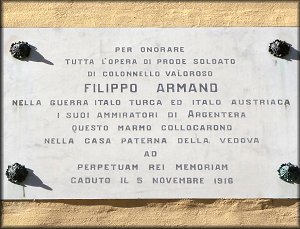 PER ONORARE
TUTTA L'OPERA DI PRODE SOLDATO
DI COLONNELLO VALOROSO
FILIPPO ARMAND
NELLA GUERRA ITALO TURCA ED ITALO AUSTRIACA
I SUOI AMMIRATORI DI ARGENTERA
QUESTO MARMO COLLOCARONO
NELLA CASA PATERNA DELLA VEDOVA
AD
PERPETUAM REI MEMORIAM
CADUTO IL 5 NOVEMBRE 1916